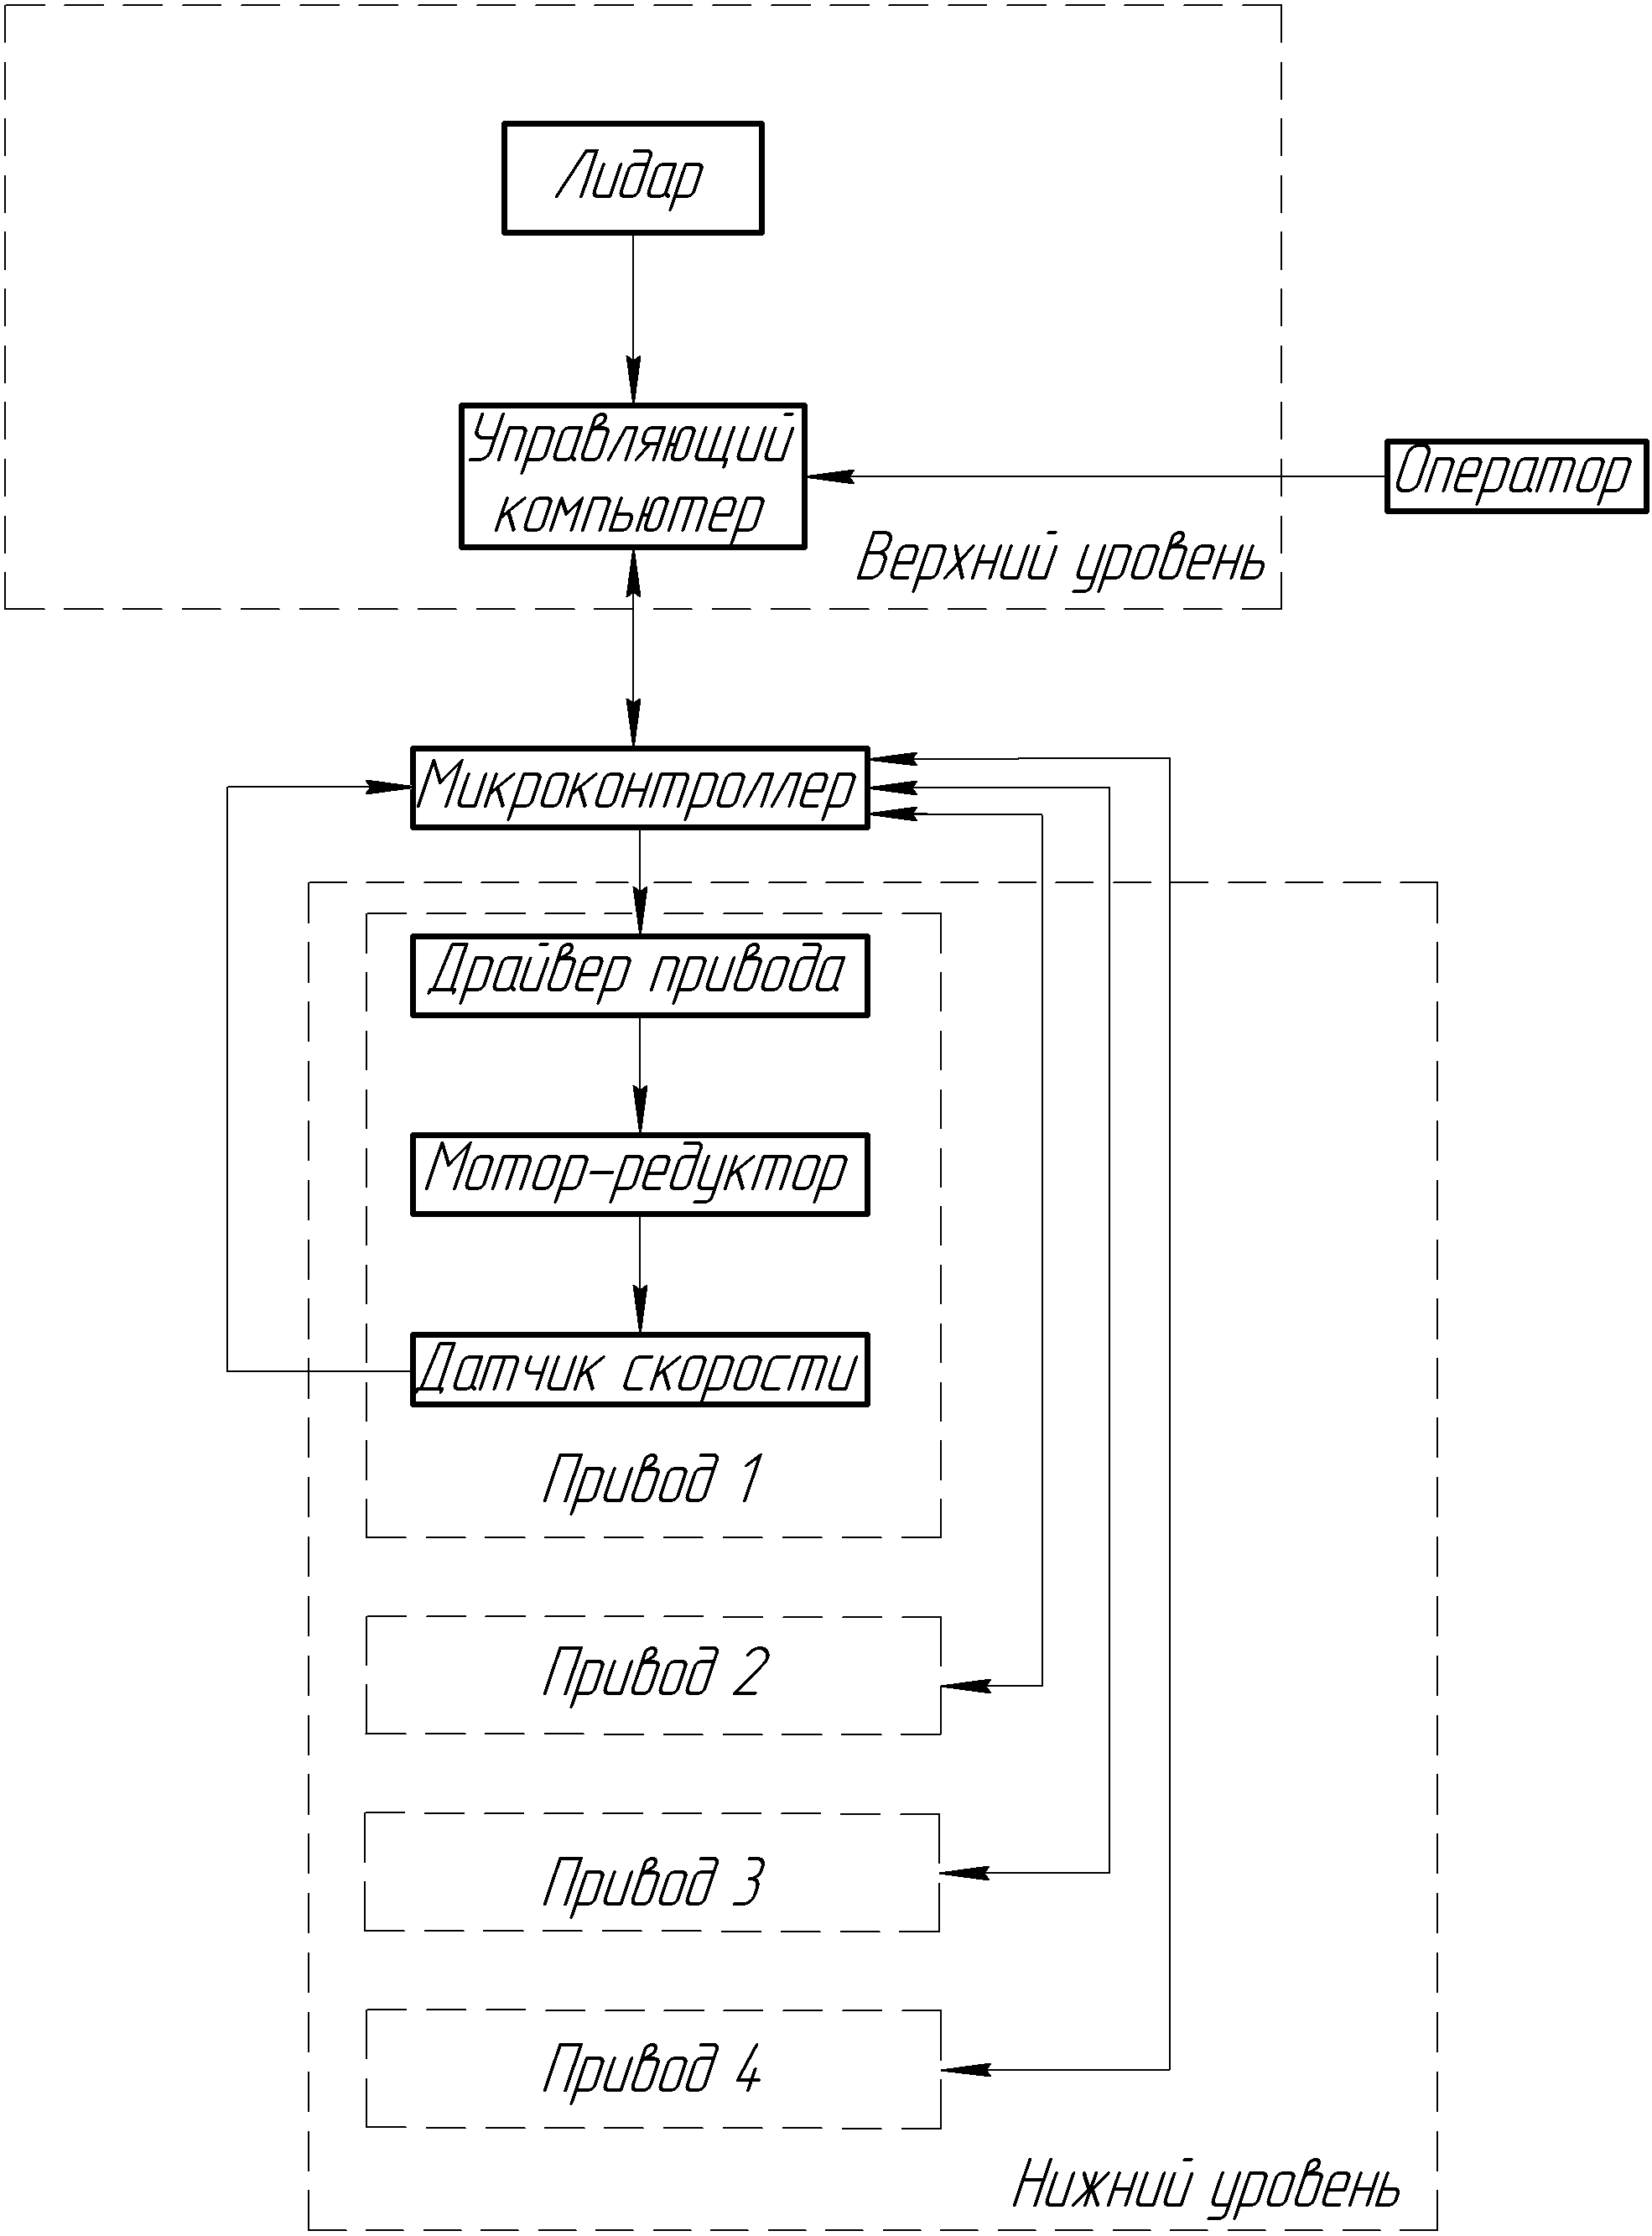 Лидар
Управляющий
компьютер
Оператор
Верхний уровень
Микроконтроллер
Драйвер привода
Мотор-редуктор
Датчик скорости
Привод 1
Привод 2
Привод 3
Привод 4
Нижний уровень